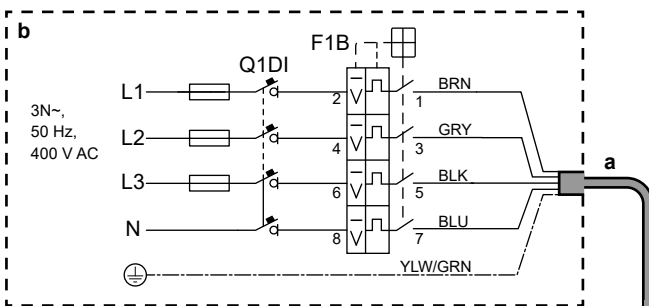 b
F1B
Q1DI
3N~,
50 Hz,
400 V AC
L1
2
1
BRN
L2
4
3
GRY
L3
6
5
BLK
N
8
7
BLU
YLW/GRN
a